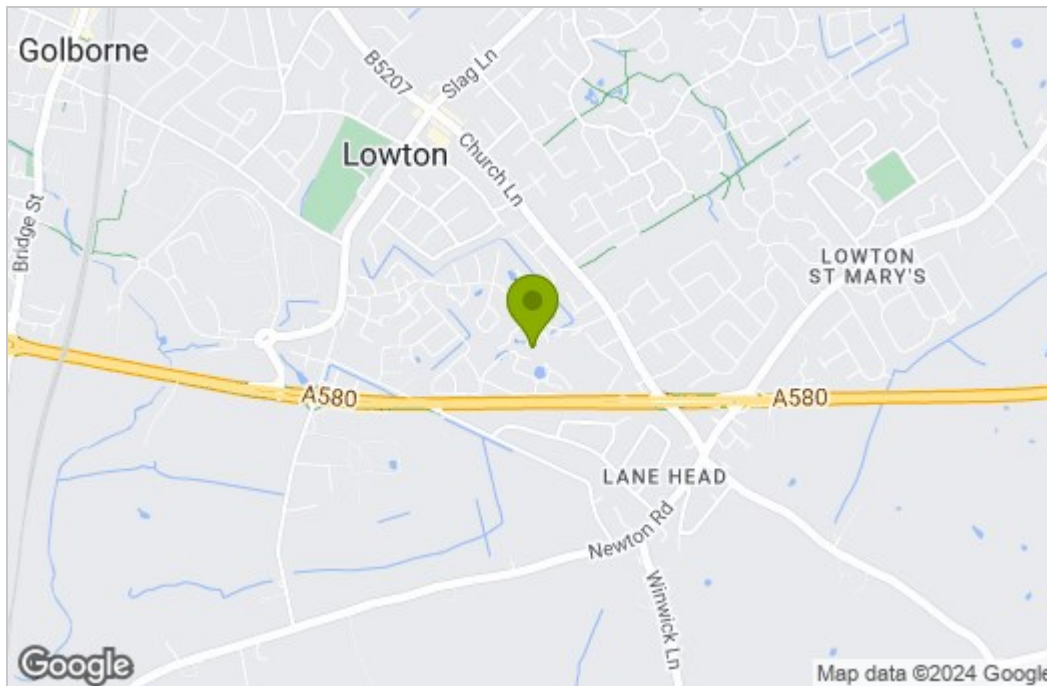 Golborne
B5207
Slag Ln
Lowton
Church Ln
Bridge St
LOWTON
ST MARY'S
A580
A580
LANE HEAD
Newton Rd
Winwick Ln
Google
Map data ©2024 Google